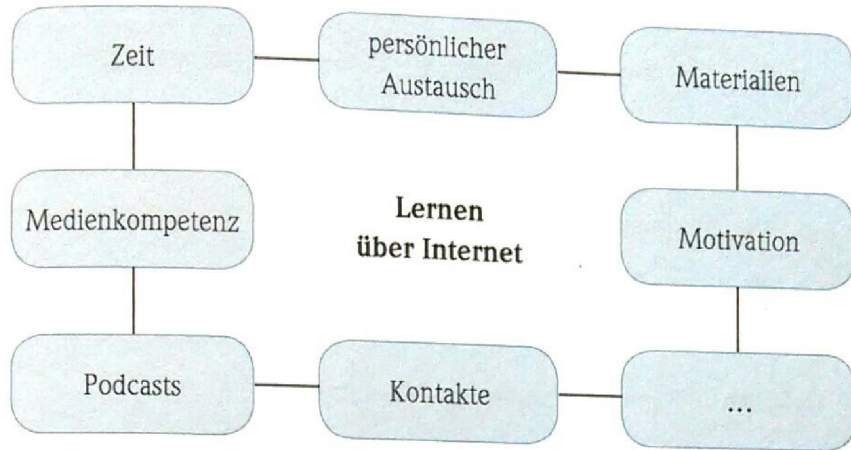 Zeit
persönlicher
Austausch
Materialien
Medienkompetenz
Lernen
über Internet
Motivation
Podcasts
Kontakte
...